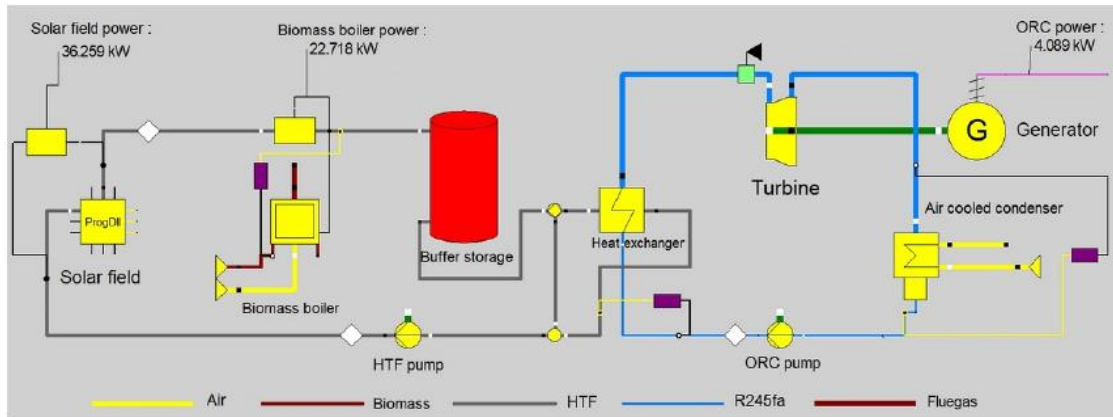 Solar field power :
36.259 kW
Biomass boiler power :
22.718 kW
ORC power :
4.089 kW
G
Generator
Turbine
ProgDll
Heat exchanger
Air cooled condenser
Buffer storage
Solar field
Biomass boiler
HTF pump
ORC pump
Air
Biomass
HTF
R245fa
Fluegas